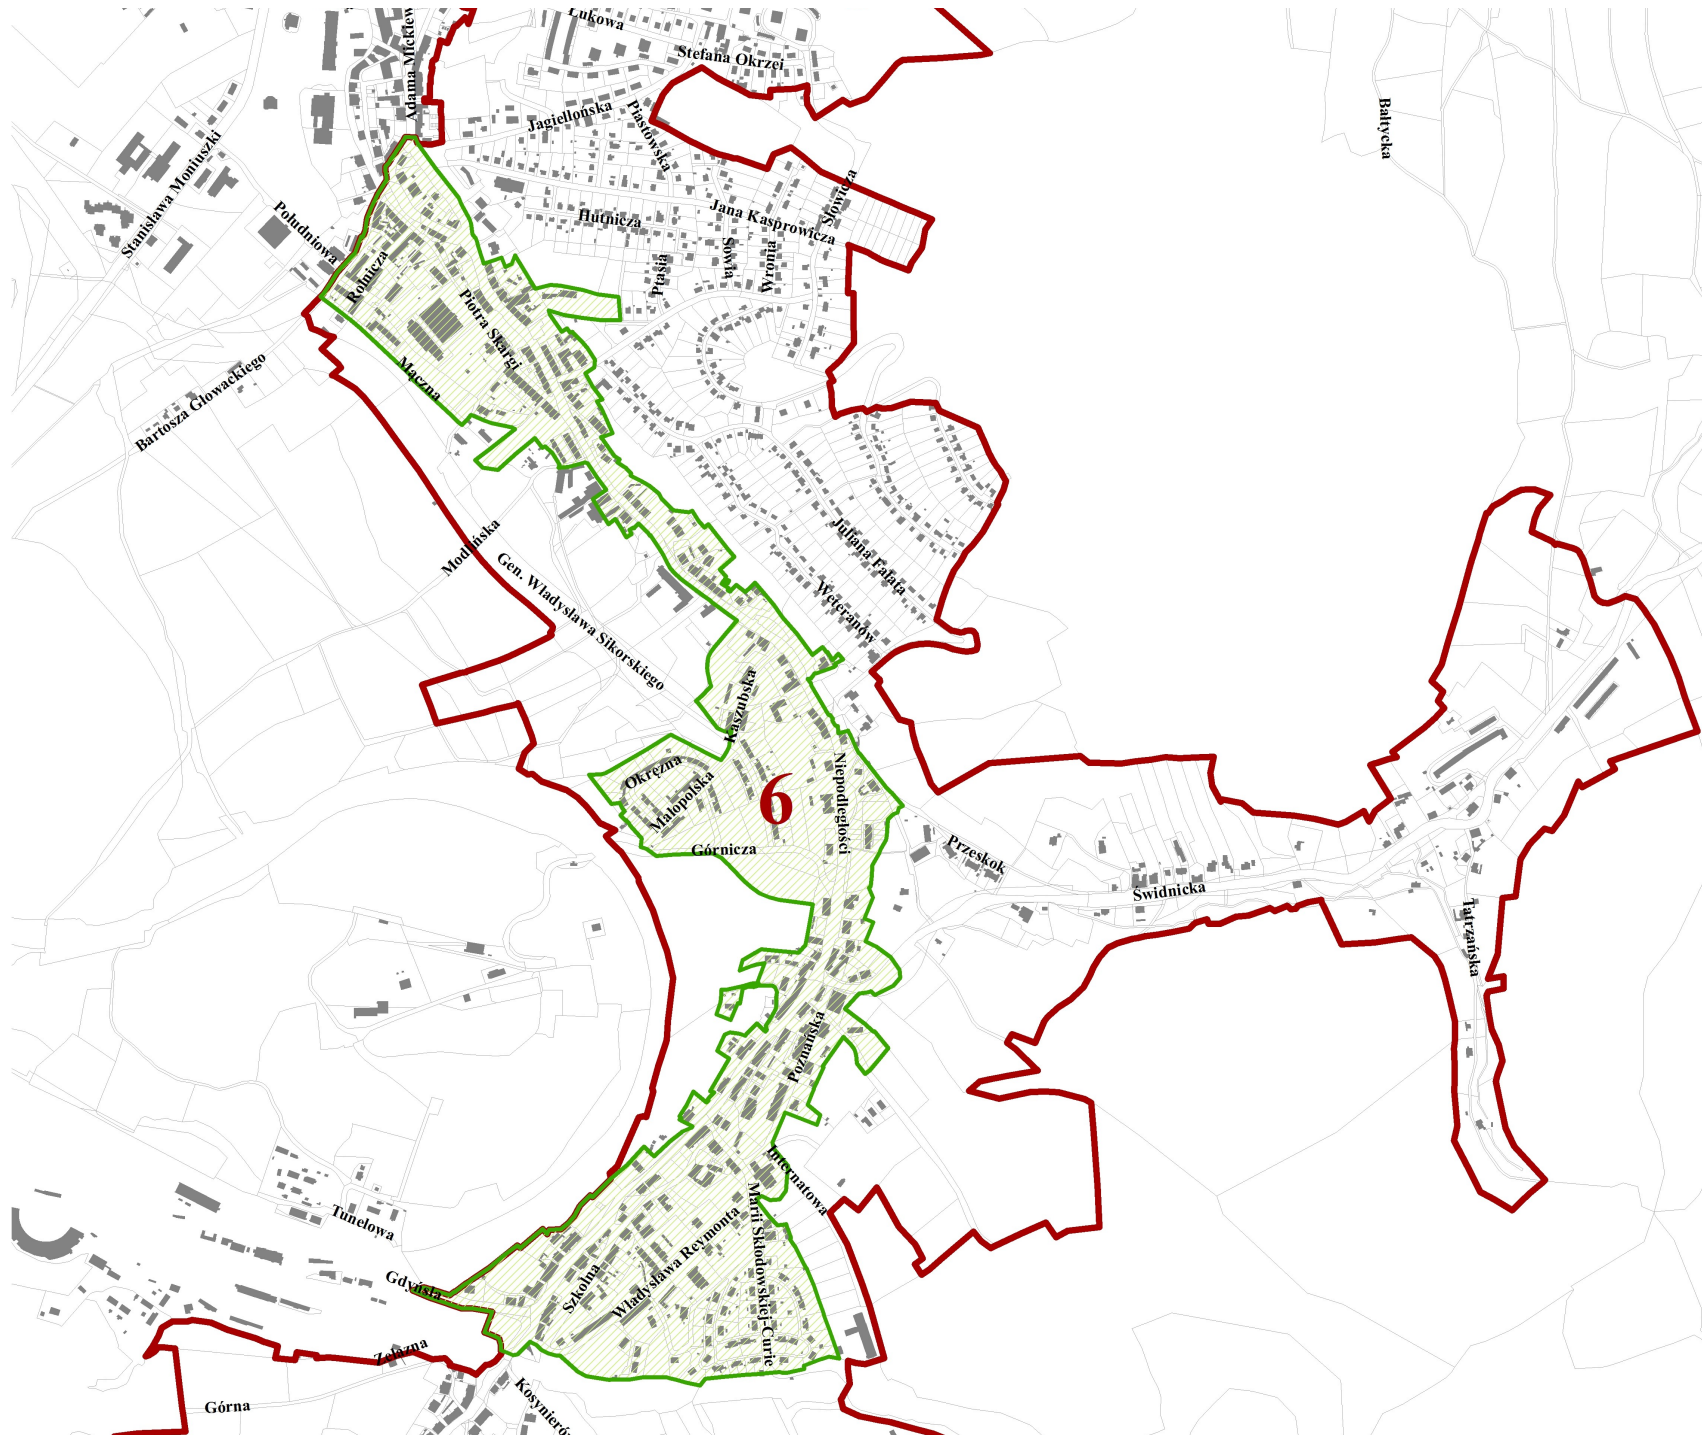 Łukowa
Adama Mickiew
Stefana Okrzei
Bałtycka
Jagiellońska
Piastowska
Stanisława Moniuszki
Słowicza
Południowa
Hutnicza
Jana Kasprowicza
Sowia
Wronia
Ptasia
Rolnicza
Piotra Skargi
Mączna
Bartosza Głowackiego
Modlińska
Juliana Fałata
Gen. Władysława Sikorskiego
Weteranów
Kaszubska
Okrężna
Małopolska
6
Niepodległości
Górnicza
Przeskok
Świdnicka
Tatrzańska
Poznańska
Internatowa
Tunelowa
Marii Skłodowskiej-Curie
Władysława Reymonta
Szkolna
Żelazna
Górna
Kosynieró